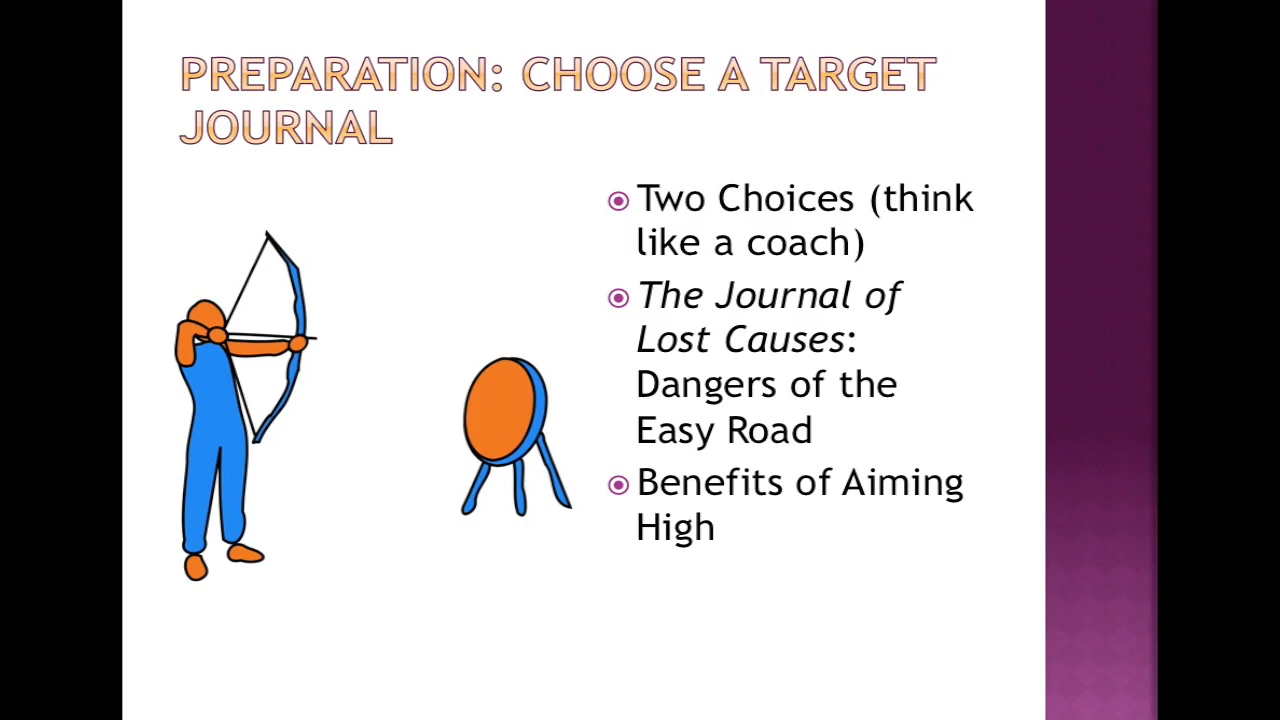 PREPARATION: CHOOSE A TARGET
JOURNAL
Two Choices (think
like a coach)
The Journal of
Lost Causes:
Dangers of the
Easy Road
Benefits of Aiming
High